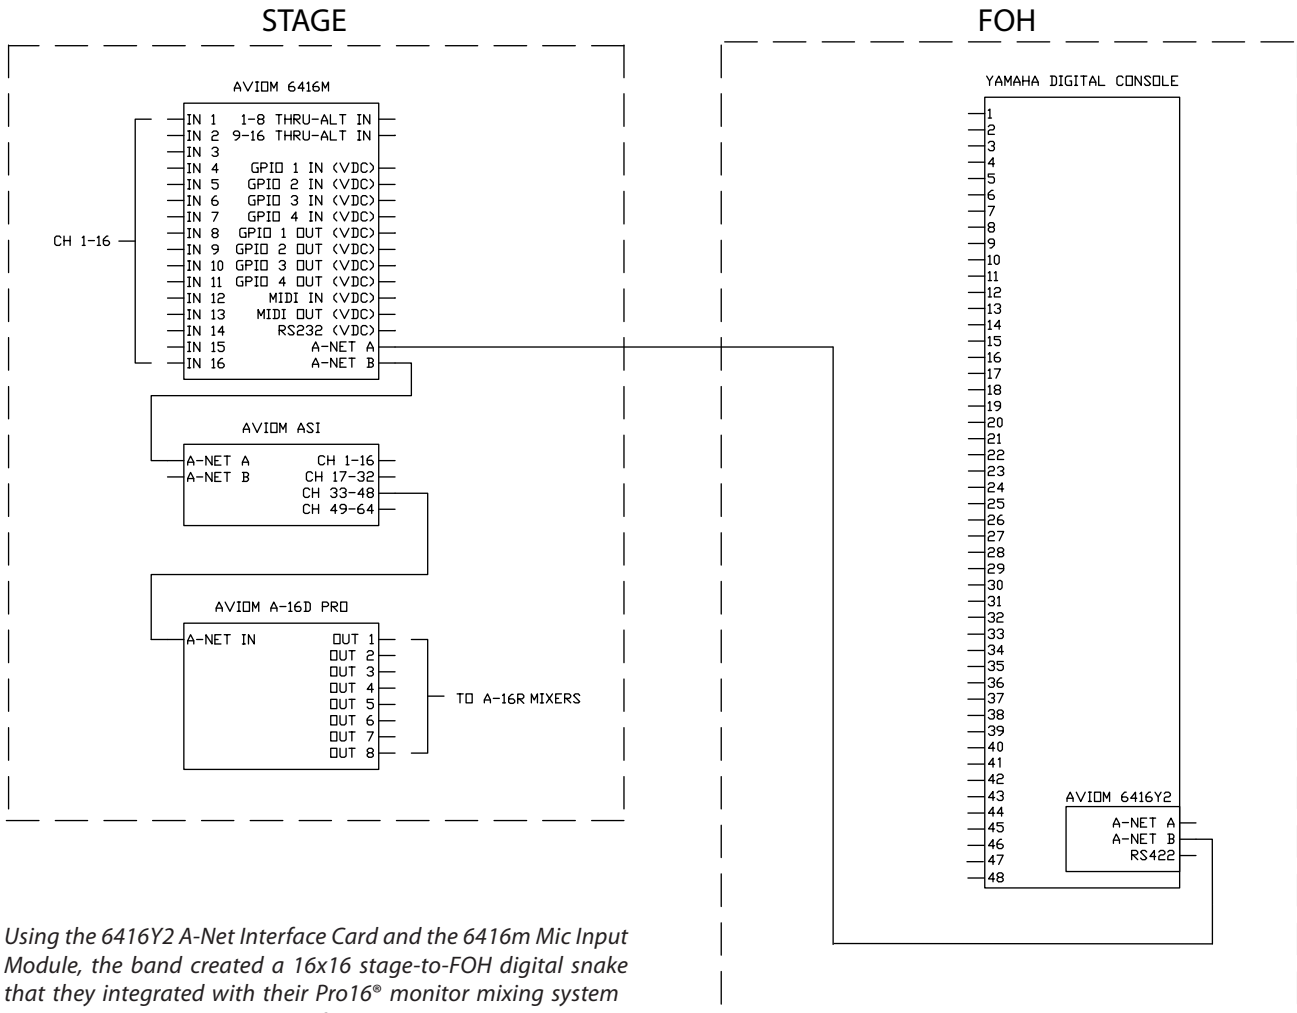 STAGE
FOH
AVIOM 6416M
IN 1 1-8 THRU-ALT IN
IN 2 9-16 THRU-ALT IN
IN 3
IN 4 GPIO 1 IN (VDC)
IN 5 GPIO 2 IN (VDC)
IN 6 GPIO 3 IN (VDC)
IN 7 GPIO 4 IN (VDC)
IN 8 GPIO 1 OUT (VDC)
IN 9 GPIO 2 OUT (VDC)
IN 10 GPIO 3 OUT (VDC)
IN 11 GPIO 4 OUT (VDC)
IN 12 MIDI IN (VDC)
IN 13 MIDI OUT (VDC)
IN 14 RS232 (VDC)
IN 15 A-NET A
IN 16 A-NET B
CH 1-16
AVIOM ASI
A-NET A CH 1-16
A-NET B CH 17-32
CH 33-48
CH 49-64
AVIOM A-16D PRO
A-NET IN OUT 1
OUT 2
OUT 3
OUT 4
OUT 5
OUT 6
OUT 7
OUT 8
TO A-16R MIXERS
YAMAHA DIGITAL CONSOLE
1
2
3
4
5
6
7
8
9
10
11
12
13
14
15
16
17
18
19
20
21
22
23
24
25
26
27
28
29
30
31
32
33
34
35
36
37
38
39
40
41
42
43
44
45
46
47
48
AVIOM 6416Y2
A-NET A
A-NET B
RS422
Using the 6416Y2 A-Net Interface Card and the 6416m Mic Input
Module, the band created a 16x16 stage-to-FOH digital snake
that they integrated with their Pro16® monitor mixing system